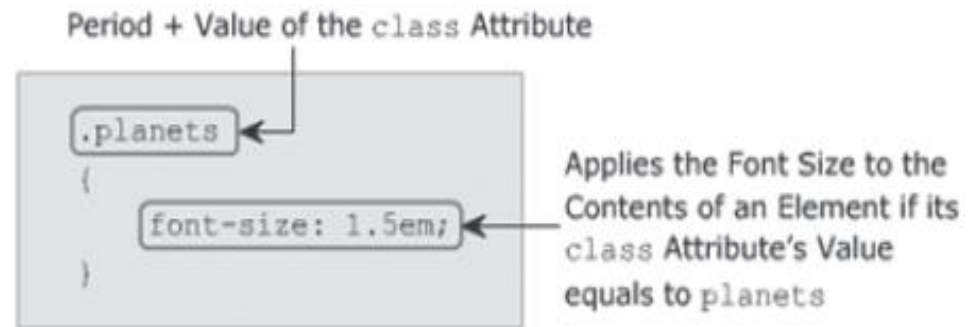 Period + Value of the class Attribute
.planets
{
font-size: 1.5em;
}
Applies the Font Size to the
Contents of an Element if its
class Attribute's Value
equals to planets